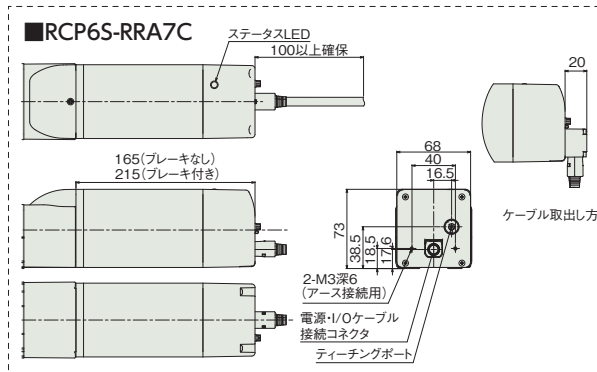 ■RCP6S-RRA7C
ステータスLED
100以上確保
20
165(ブレーキなし)
215(ブレーキ付き)
68
40
16.5
73
38.5
18.5
17.6
ケーブル取出し方
2-M3深6
(アース接続用)
電源・I/Oケーブル
接続コネクタ
ティーチングポート